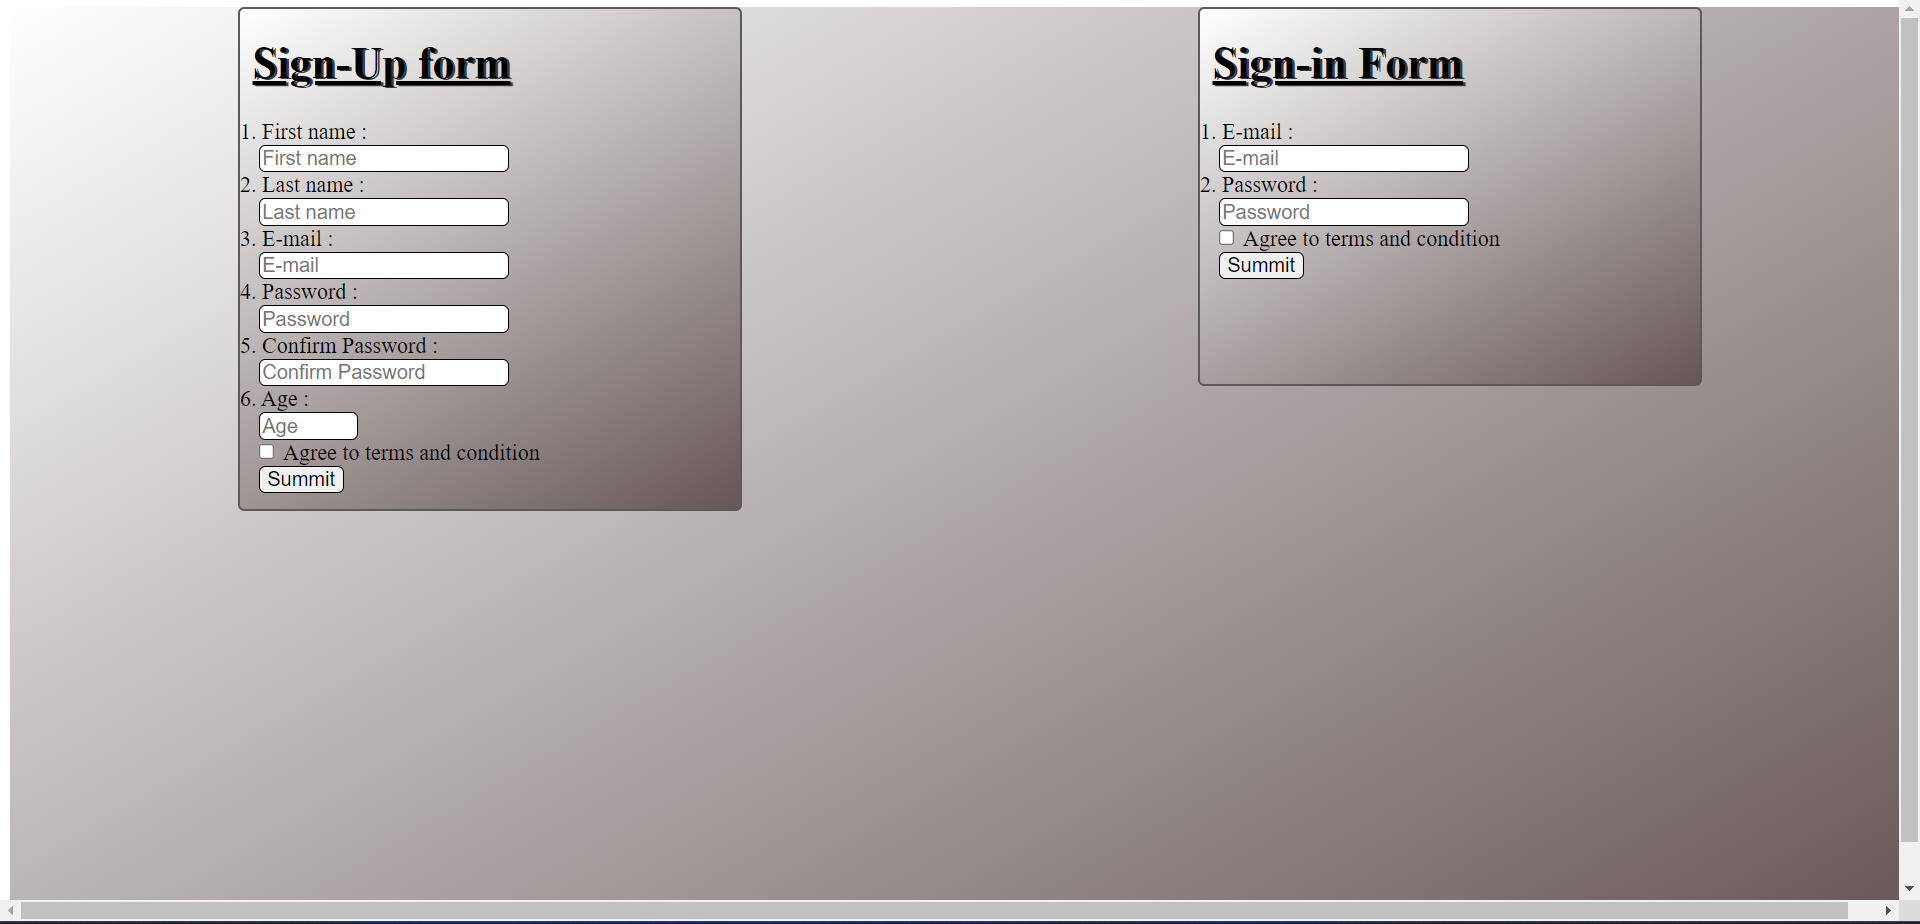 Sign-Up form
1. First name :
First name
2. Last name :
Last name
3. E-mail :
E-mail
4. Password :
Password
5. Confirm Password :
Confirm Password
6. Age :
Age
Agree to terms and condition
Summit
Sign-in Form
1. E-mail :
E-mail
2. Password :
Password
Agree to terms and condition
Summit